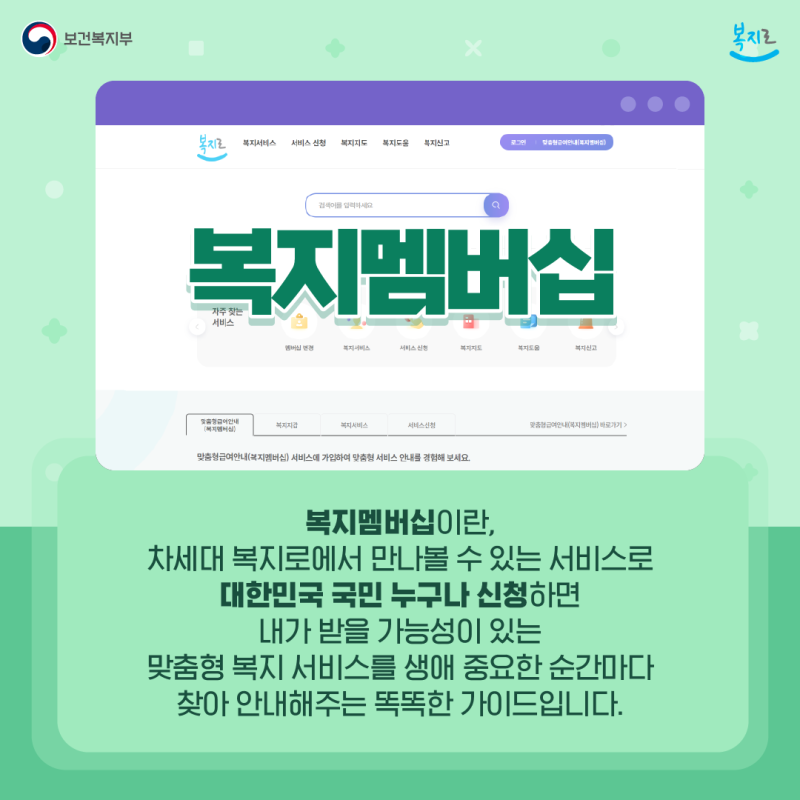 보건복지부
복지로
복지로
복지서비스 서비스 신청 복지지도 복지도움 복지신고
로그인 맞춤형급여안내(복지멤버십)
검색어를 입력하세요
복지멤버십
자주 찾는
서비스
멤버십 신청 복지서비스 서비스 신청 복지지도 복지도움 복지신고
맞춤형급여안내
(복지멤버십)
복지지갑 복지서비스 서비스신청 맞춤형급여안내(복지멤버십) 바로가기 >
맞춤형급여안내(복지멤버십) 서비스에 가입하여 맞춤형 서비스 안내를 경험해 보세요.
복지멤버십이란,
차세대 복지로에서 만나볼 수 있는 서비스로
대한민국 국민 누구나 신청하면
내가 받을 가능성이 있는
맞춤형 복지 서비스를 생애 중요한 순간마다
찾아 안내해주는 똑똑한 가이드입니다.